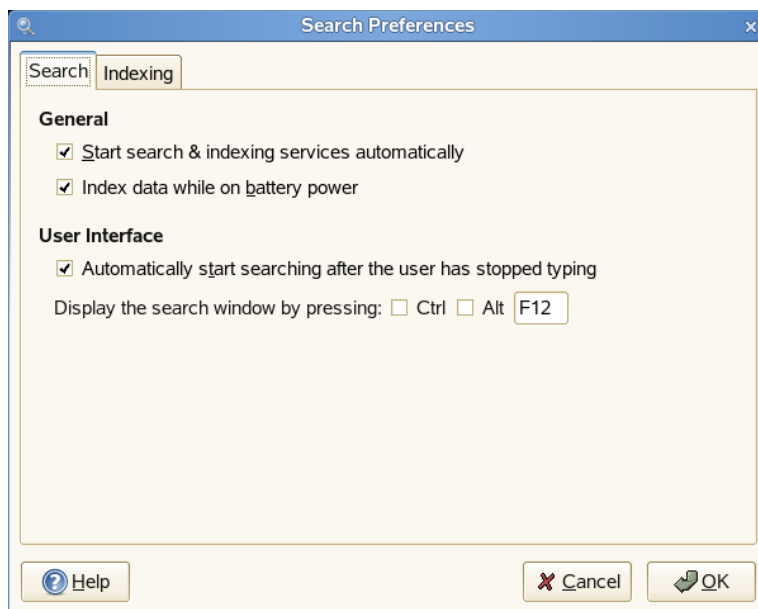 Search Preferences
Search Indexing
General
Start search & indexing services automatically
Index data while on battery power
User Interface
Automatically start searching after the user has stopped typing
Display the search window by pressing: Ctrl Alt F12
Help Cancel OK